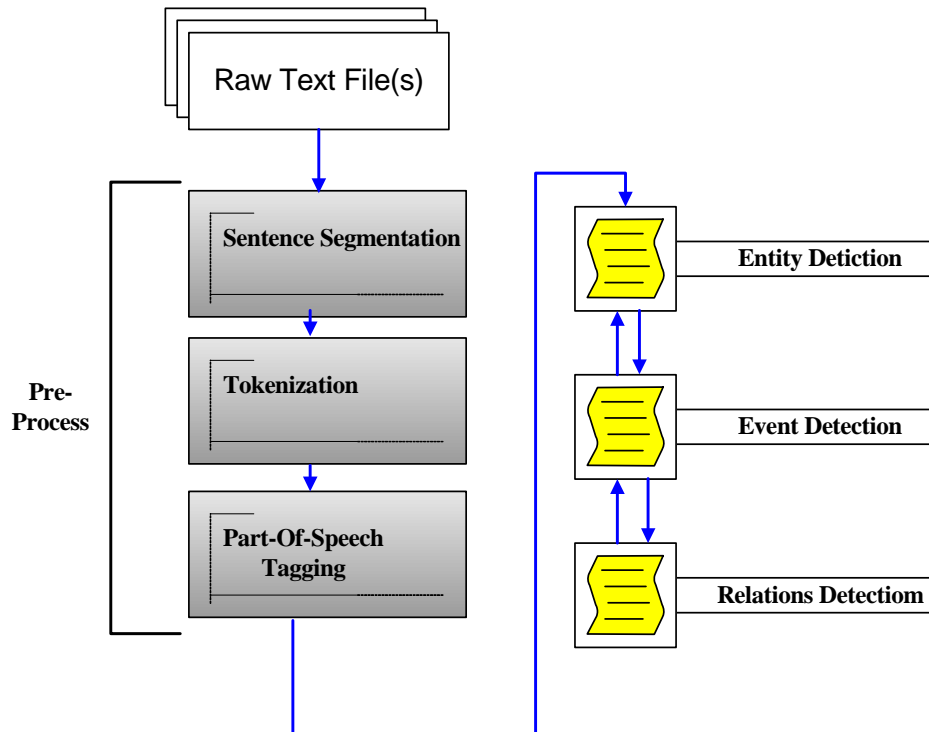 Raw Text File(s)
Pre-
Process
Sentence Segmentation
Tokenization
Part-Of-Speech
Tagging
Entity Detiction
Event Detection
Relations Detectiom